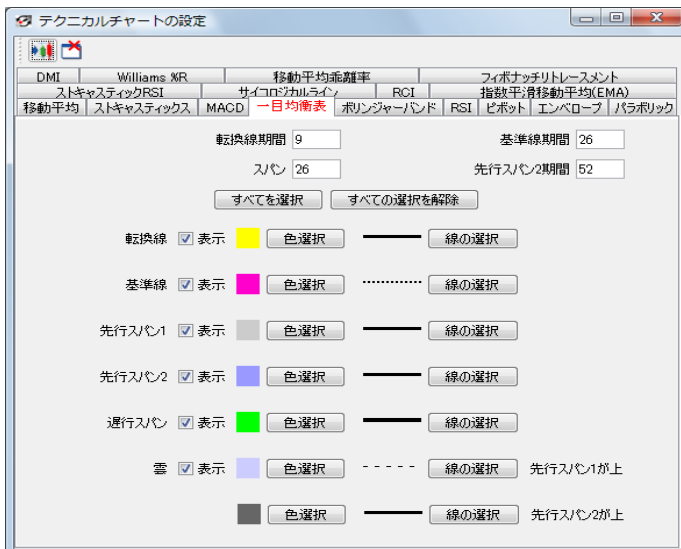 テクニカルチャートの設定
DMI Williams %R 移動平均乖離率 フィボナッチリトレースメント
ストキャスティックRSI サイコロジカルライン RCI 指数平滑移動平均(EMA)
移動平均 ストキャスティックス MACD 一目均衡表 ボリンジャーバンド RSI ピボット エンベロープ パラボリック
転換線期間 9 基準線期間 26
スパン 26 先行スパン2期間 52
すべてを選択 すべての選択を解除
転換線 表示 色選択 線の選択
基準線 表示 色選択 線の選択
先行スパン1 表示 色選択 線の選択
先行スパン2 表示 色選択 線の選択
遅行スパン 表示 色選択 線の選択
雲 表示 色選択 線の選択 先行スパン1が上
色選択 線の選択 先行スパン2が上